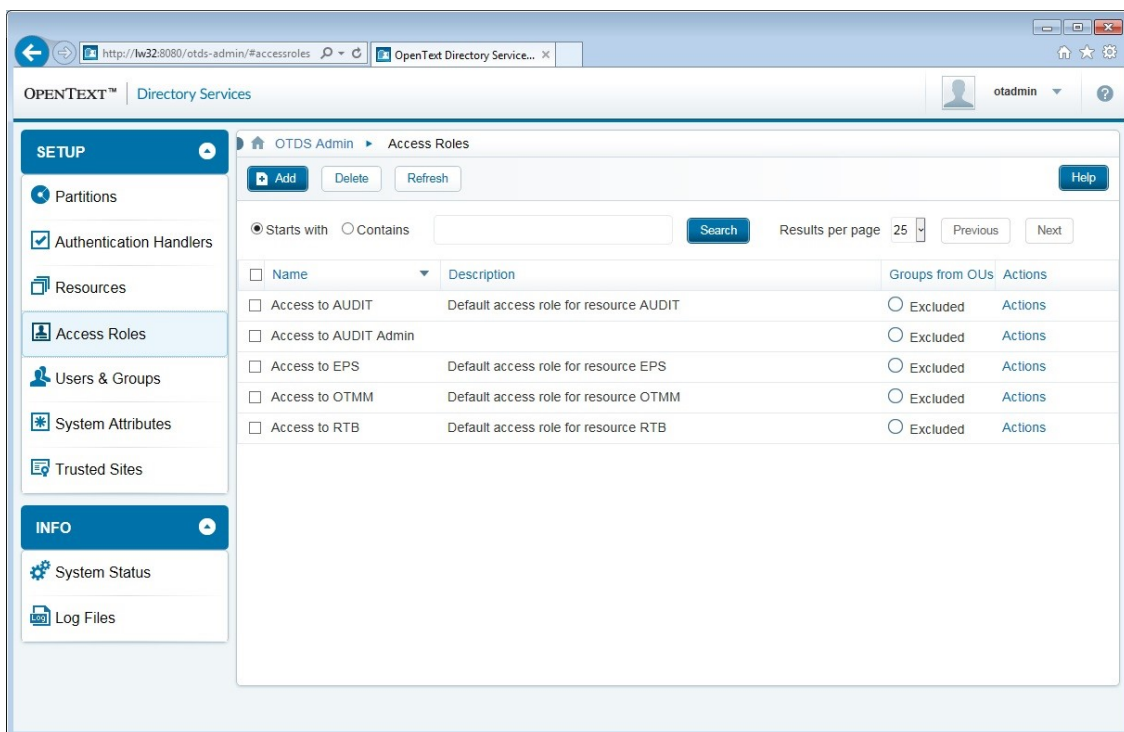 http://lw32:8080/otds-admin/#accessroles
OpenText Directory Service...
OPENTEXT™ Directory Services
otadmin
SETUP
Partitions
Authentication Handlers
Resources
Access Roles
Users & Groups
System Attributes
Trusted Sites
INFO
System Status
Log
Log Files
OTDS Admin Access Roles
Add Delete Refresh Help
Starts with Contains Search Results per page 25 Previous Next
Name Description Groups from OUs Actions
Access to AUDIT Default access role for resource AUDIT Excluded Actions
Access to AUDIT Admin Excluded Actions
Access to EPS Default access role for resource EPS Excluded Actions
Access to OTMM Default access role for resource OTMM Excluded Actions
Access to RTB Default access role for resource RTB Excluded Actions